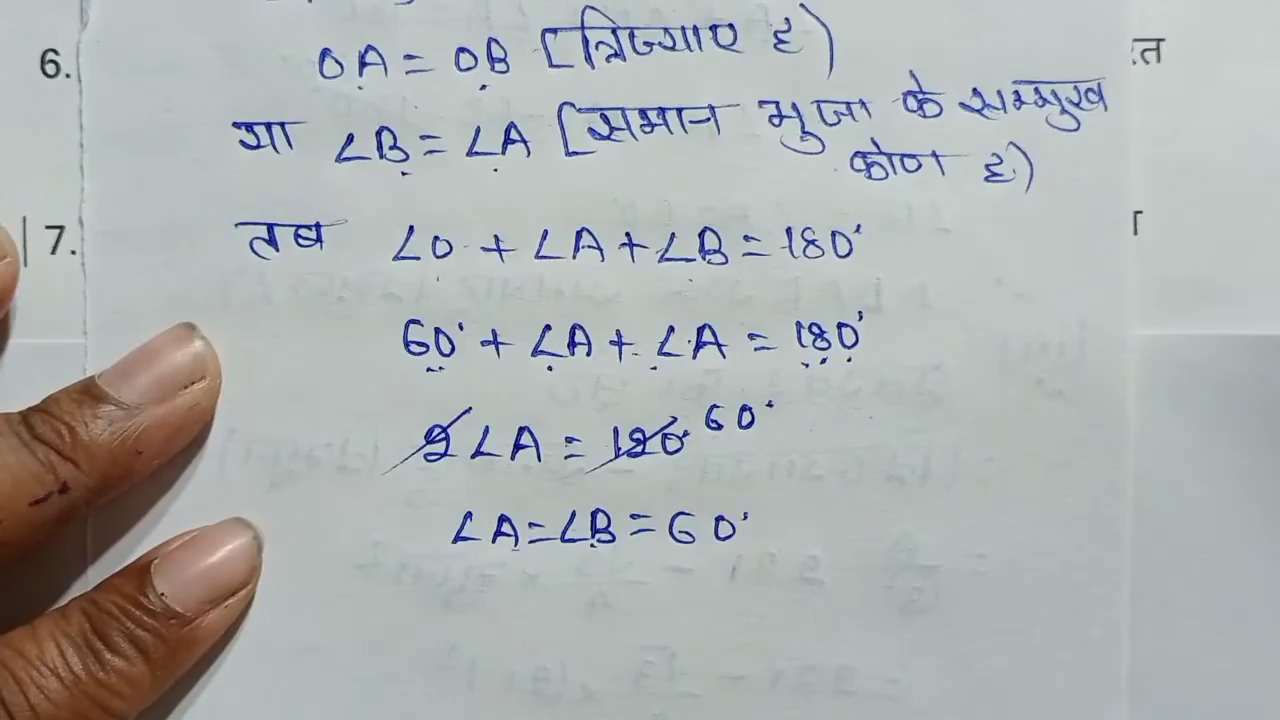 6.
OA = OB [त्रिज्याए है)
या ∠B = ∠A [समान भुजा के सम्मुख
कोण है)
7.
तब ∠O + ∠A + ∠B = 180°
60° + ∠A + ∠A = 180°
2∠A = 120° 60°
∠A = ∠B = 60°